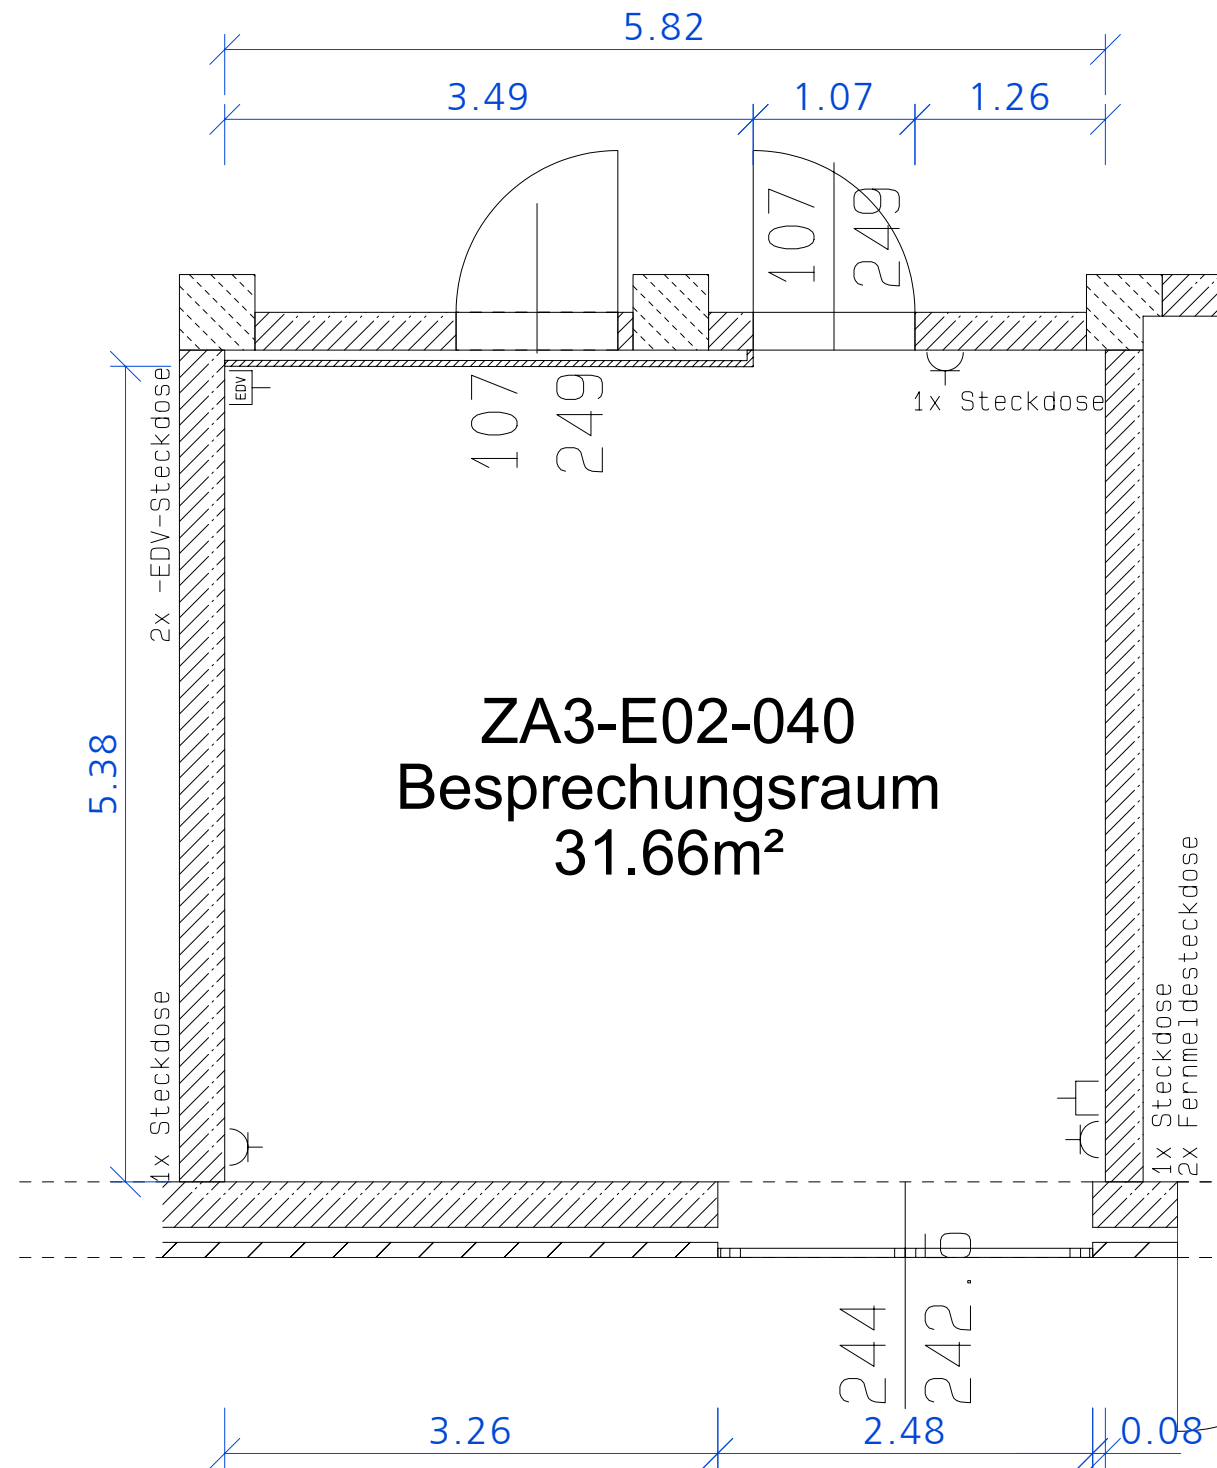 5.82
3.49
1.07
1.26
107
249
EDV
107
249
1x Steckdose
2x -EDV-Steckdose
ZA3-E02-040
Besprechungsraum
31.66m²
5.38
1x Steckdose
1x Steckdose
2x Fernmeldesteckdose
244
242.5
3.26
2.48
0.08